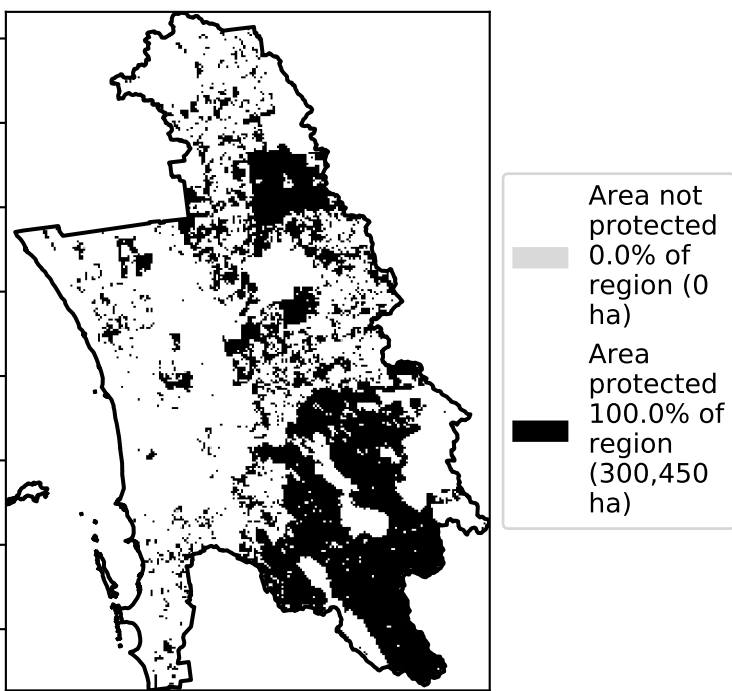 Area not
protected
0.0% of
region (0
ha)
Area
protected
100.0% of
region
(300,450
ha)